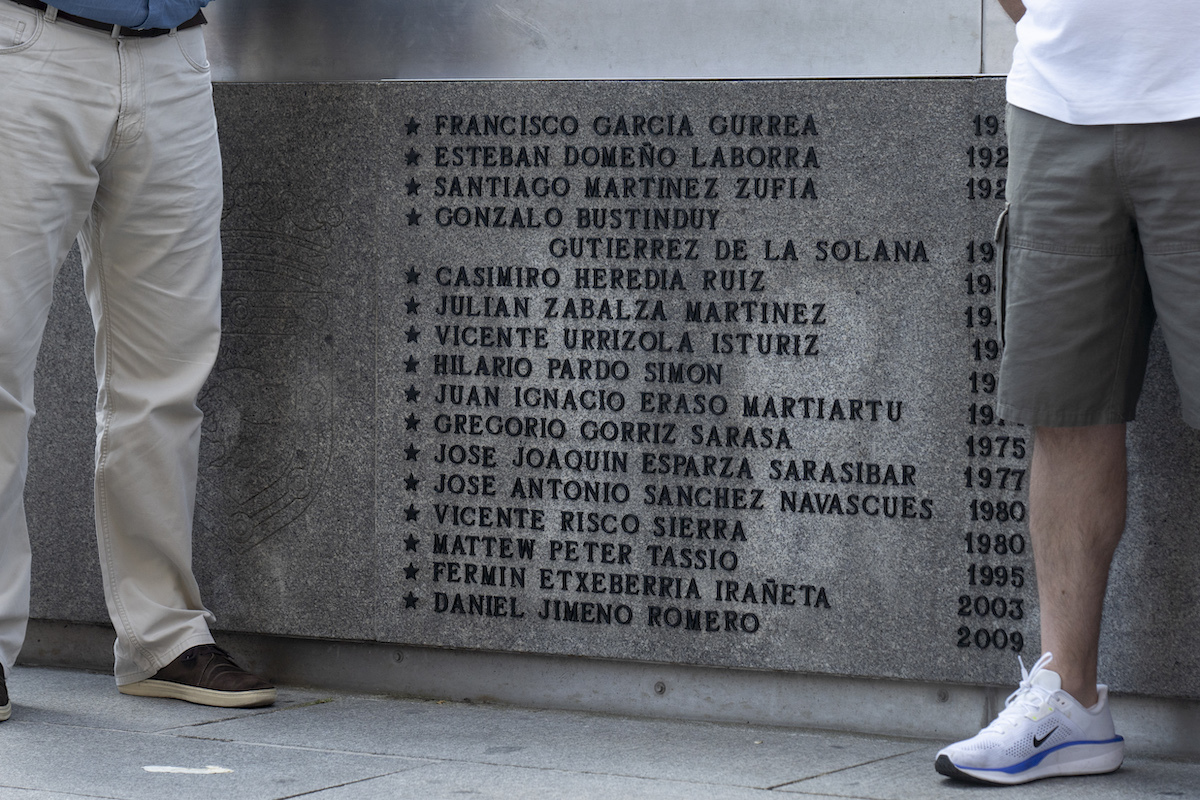 ★ FRANCISCO GARCIA GURREA
★ ESTEBAN DOMEÑO LABORRA
★ SANTIAGO MARTINEZ ZUFIA
★ GONZALO BUSTINDUY
GUTIERREZ DE LA SOLANA
★ CASIMIRO HEREDIA RUIZ
★ JULIAN ZABALZA MARTINEZ
★ VICENTE URRIZOLA ISTURIZ
★ HILARIO PARDO SIMON
★ JUAN IGNACIO ERASO MARTIARTU
★ GREGORIO GORRIZ SARASA 1975
★ JOSE JOAQUIN ESPARZA SARASIBAR 1977
★ JOSE ANTONIO SANCHEZ NAVASCUES 1980
★ VICENTE RISCO SIERRA 1980
★ MATTEW PETER TASSIO 1995
★ FERMIN ETXEBERRIA IRAÑETA 2003
★ DANIEL JIMENO ROMERO 2009